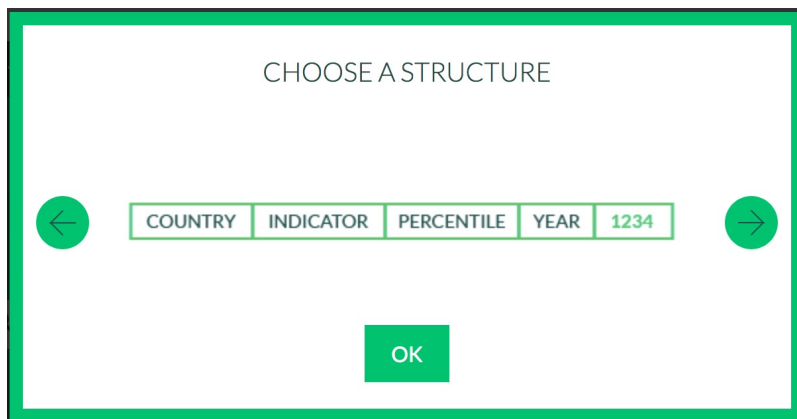 CHOOSE A STRUCTURE
COUNTRY INDICATOR PERCENTILE YEAR 1234
OK